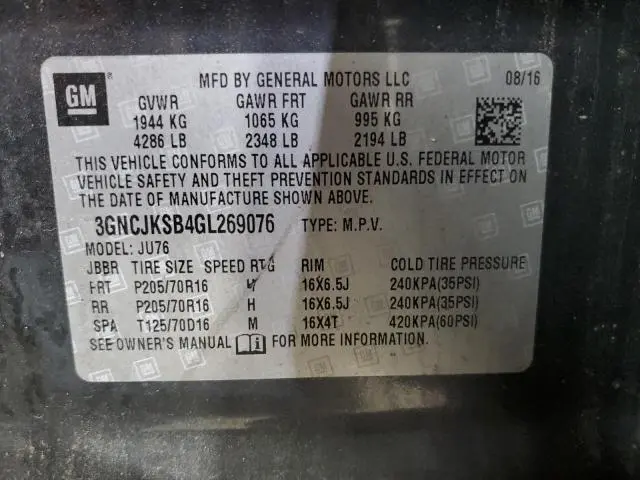 GM MFD BY GENERAL MOTORS LLC 08/16
GVWR GAWR FRT GAWR RR
1944 KG 1065 KG 995 KG
4286 LB 2348 LB 2194 LB
THIS VEHICLE CONFORMS TO ALL APPLICABLE U.S. FEDERAL MOTOR
VEHICLE SAFETY AND THEFT PREVENTION STANDARDS IN EFFECT ON
THE DATE OF MANUFACTURE SHOWN ABOVE.
3GNCJKSB4GL269076 TYPE: M.P.V.
MODEL: JU76
JBBR TIRE SIZE SPEED RTG RIM COLD TIRE PRESSURE
FRT P205/70R16 H 16X6.5J 240KPA(35PSI)
RR P205/70R16 H 16X6.5J 240KPA(35PSI)
SPA T125/70D16 M 16X4T 420KPA(60PSI)
SEE OWNER'S MANUAL FOR MORE INFORMATION.